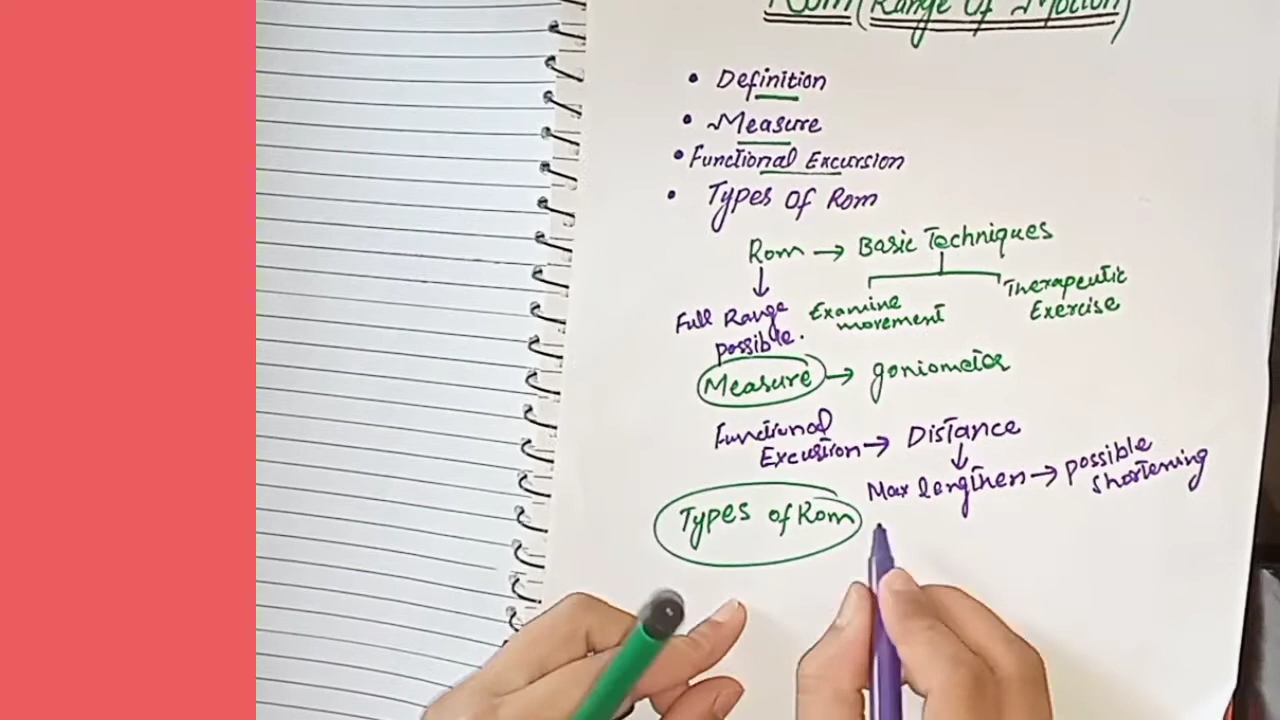 Rom (Range Of Motion)
• Definition
• Measure
• Functional Excursion
• Types Of Rom
Rom → Basic Techniques
Full Range possible.
Examine movement
Therapeutic Exercise
Measure → goniometer
Functional Excursion → Distance
Max lengthen → possible shortening
Types of Rom